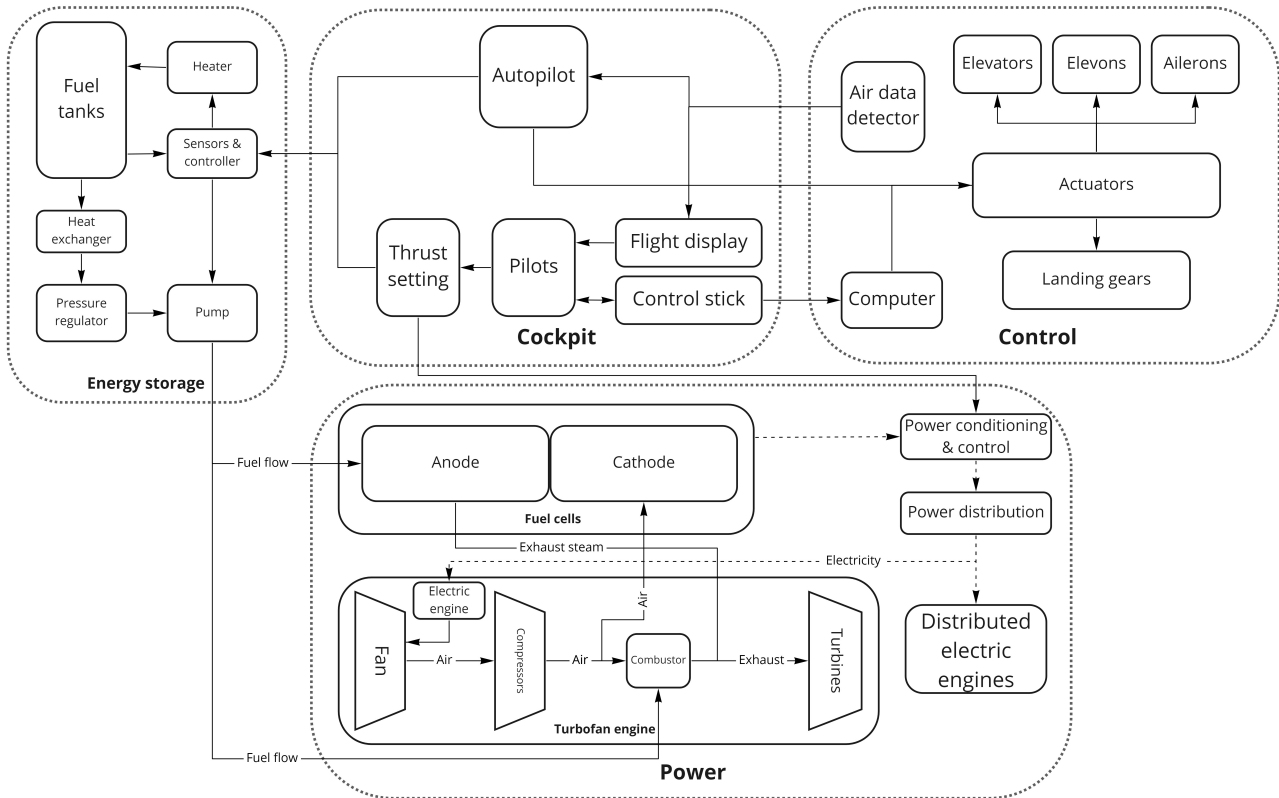 Fuel
tanks
Heater
Sensors &
controller
Heat
exchanger
Pressure
regulator
Pump
Energy storage
Autopilot
Thrust
setting
Pilots
Flight display
Control stick
Cockpit
Air data
detector
Elevators
Elevons
Ailerons
Actuators
Landing gears
Computer
Control
Fuel flow
Anode
Cathode
Fuel cells
Power conditioning
& control
Power distribution
Exhaust steam
Electricity
Electric
engine
Air
Fan
Air
Compressors
Air
Combustor
Exhaust
Turbines
Distributed
electric
engines
Turbofan engine
Fuel flow
Power